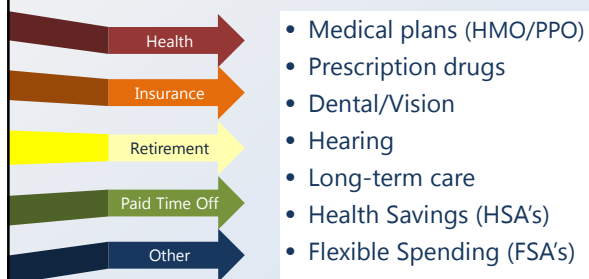 Health
Insurance
Retirement
Paid Time Off
Other
• Medical plans (HMO/PPO)
• Prescription drugs
• Dental/Vision
• Hearing
• Long-term care
• Health Savings (HSA's)
• Flexible Spending (FSA's)